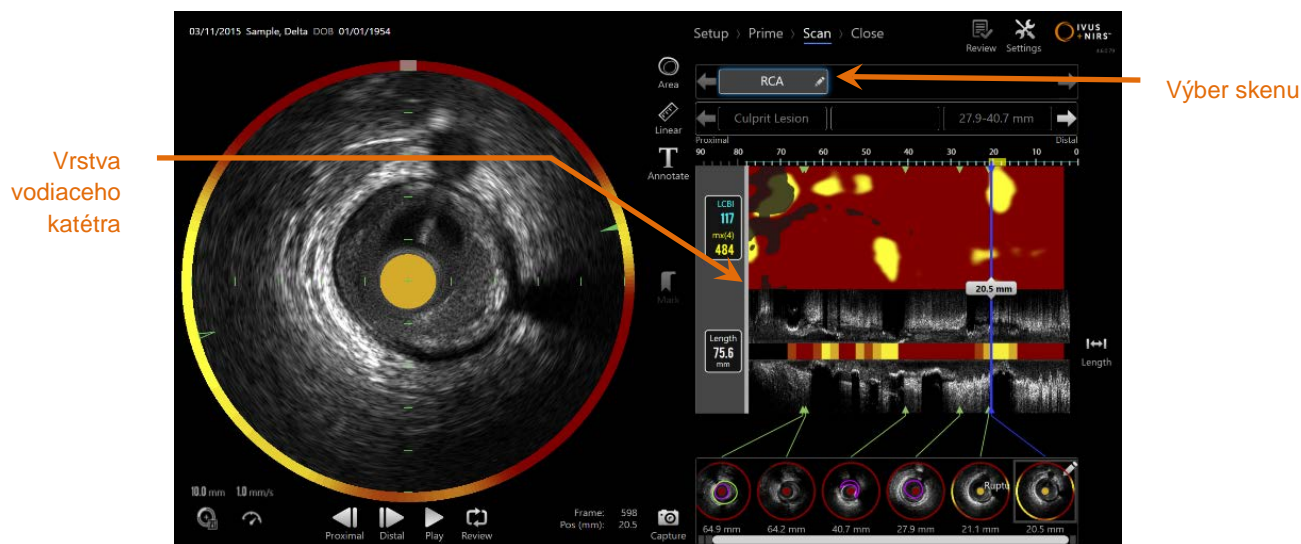 03/11/2015 Sample, Delta DOB 01/01/1954
Setup > Prime > Scan > Close
Review
Settings
IVUS
+NIRS
Area
RCA
Výber skenu
Linear
Culprit Lesion
27.9-40.7 mm
Proximal
Distal
90 80 70 60 50 40 30 20 10 0
Annotate
Vrstva
vodiaceho
katétra
LCBI
117
mx(4)
484
Mark
20.5 mm
Length
75.6
mm
Length
10.0 mm 1.0 mm/s
Proximal
Distal
Play
Review
Frame: 598
Pos (mm): 20.5
Capture
Ruptu
64.9 mm
64.2 mm
40.7 mm
27.9 mm
21.1 mm
20.5 mm